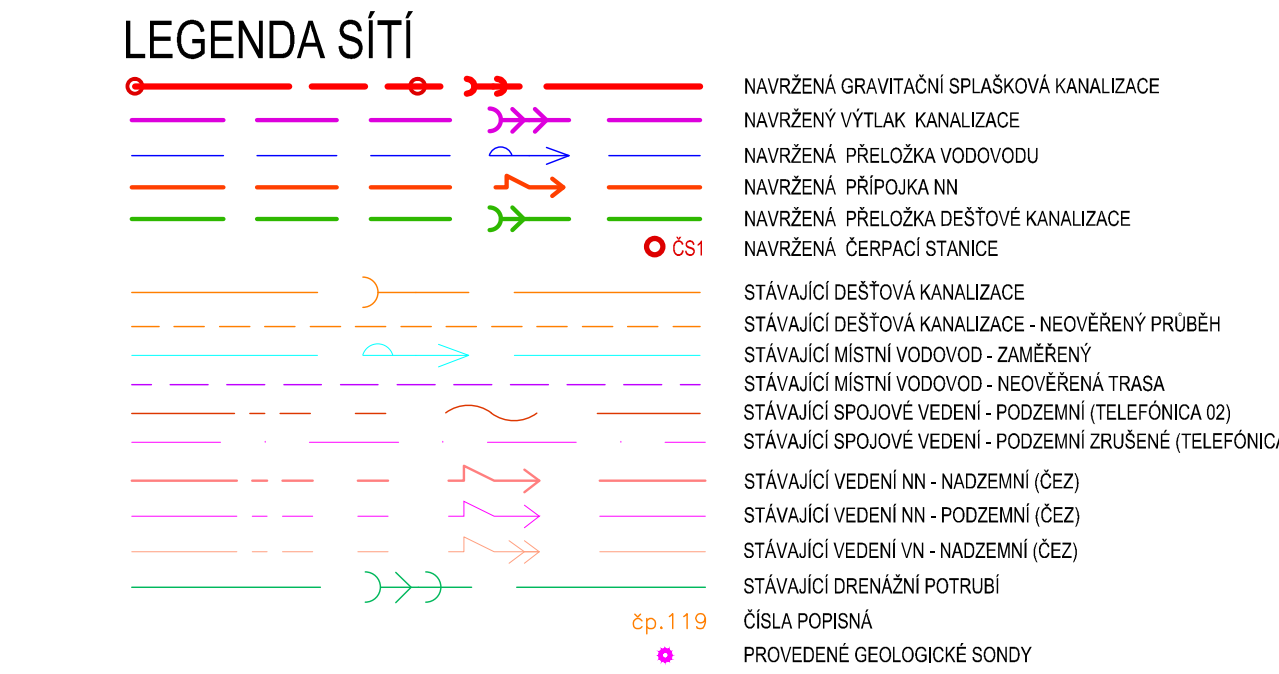 LEGENDA SÍTÍ
NAVRŽENÁ GRAVITAČNÍ SPLAŠKOVÁ KANALIZACE
NAVRŽENÝ VÝTLAK KANALIZACE
NAVRŽENÁ PŘELOŽKA VODOVODU
NAVRŽENÁ PŘÍPOJKA NN
NAVRŽENÁ PŘELOŽKA DEŠŤOVÉ KANALIZACE
ČS1 NAVRŽENÁ ČERPACÍ STANICE
STÁVAJÍCÍ DEŠŤOVÁ KANALIZACE
STÁVAJÍCÍ DEŠŤOVÁ KANALIZACE - NEOVĚŘENÝ PRŮBĚH
STÁVAJÍCÍ MÍSTNÍ VODOVOD - ZAMĚŘENÝ
STÁVAJÍCÍ MÍSTNÍ VODOVOD - NEOVĚŘENÁ TRASA
STÁVAJÍCÍ SPOJOVÉ VEDENÍ - PODZEMNÍ (TELEFÓNICA 02)
STÁVAJÍCÍ SPOJOVÉ VEDENÍ - PODZEMNÍ ZRUŠENÉ (TELEFÓNICA
STÁVAJÍCÍ VEDENÍ NN - NADZEMNÍ (ČEZ)
STÁVAJÍCÍ VEDENÍ NN - PODZEMNÍ (ČEZ)
STÁVAJÍCÍ VEDENÍ VN - NADZEMNÍ (ČEZ)
STÁVAJÍCÍ DRENÁŽNÍ POTRUBÍ
čp.119 ČÍSLA POPISNÁ
PROVEDENÉ GEOLOGICKÉ SONDY